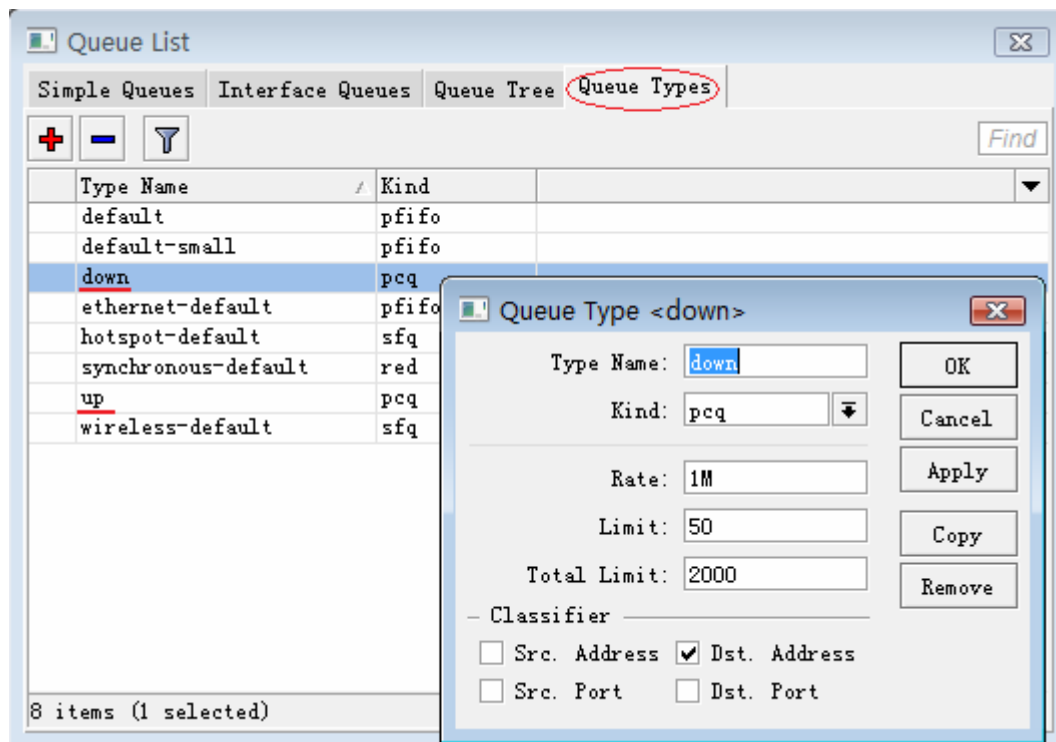 Queue List
Simple Queues Interface Queues Queue Tree Queue Types
Find
Type Name Kind
default pfifo
default-small pfifo
down pcq
ethernet-default pfifo
hotspot-default sfq
synchronous-default red
up pcq
wireless-default sfq
8 items (1 selected)
Queue Type <down>
Type Name: down
OK
Kind: pcq
Cancel
Rate: 1M
Apply
Limit: 50
Copy
Total Limit: 2000
Remove
Classifier
Src. Address Dst. Address
Src. Port Dst. Port